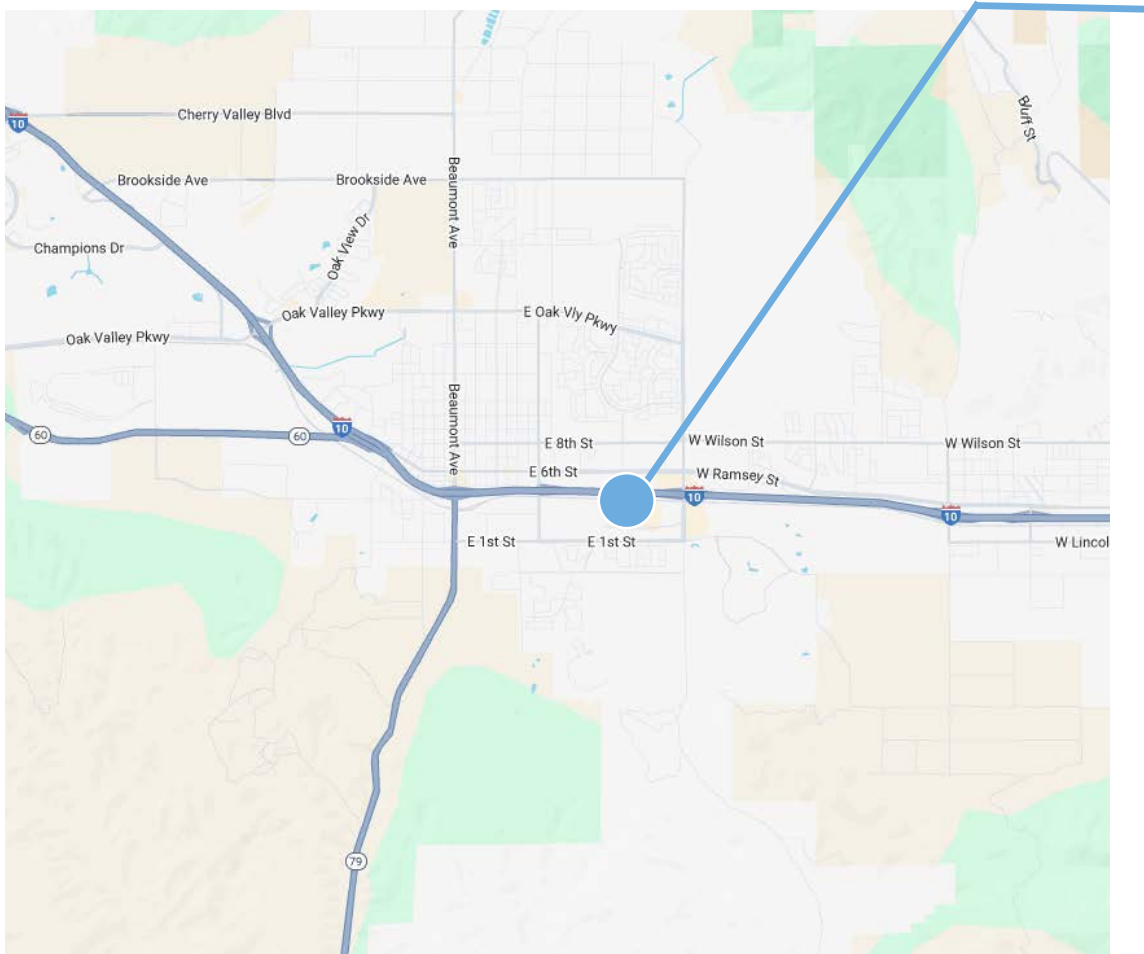 Cherry Valley Blvd
10
Bluff St
Brookside Ave
Brookside Ave
Beaumont Ave
Oak View Dr
Champions Dr
Oak Valley Pkwy
E Oak Vly Pkwy
Oak Valley Pkwy
Beaumont Ave
10
60
60
E 8th St
W Wilson St
W Wilson St
E 6th St
W Ramsey St
10
10
E 1st St
E 1st St
W Lincol
79